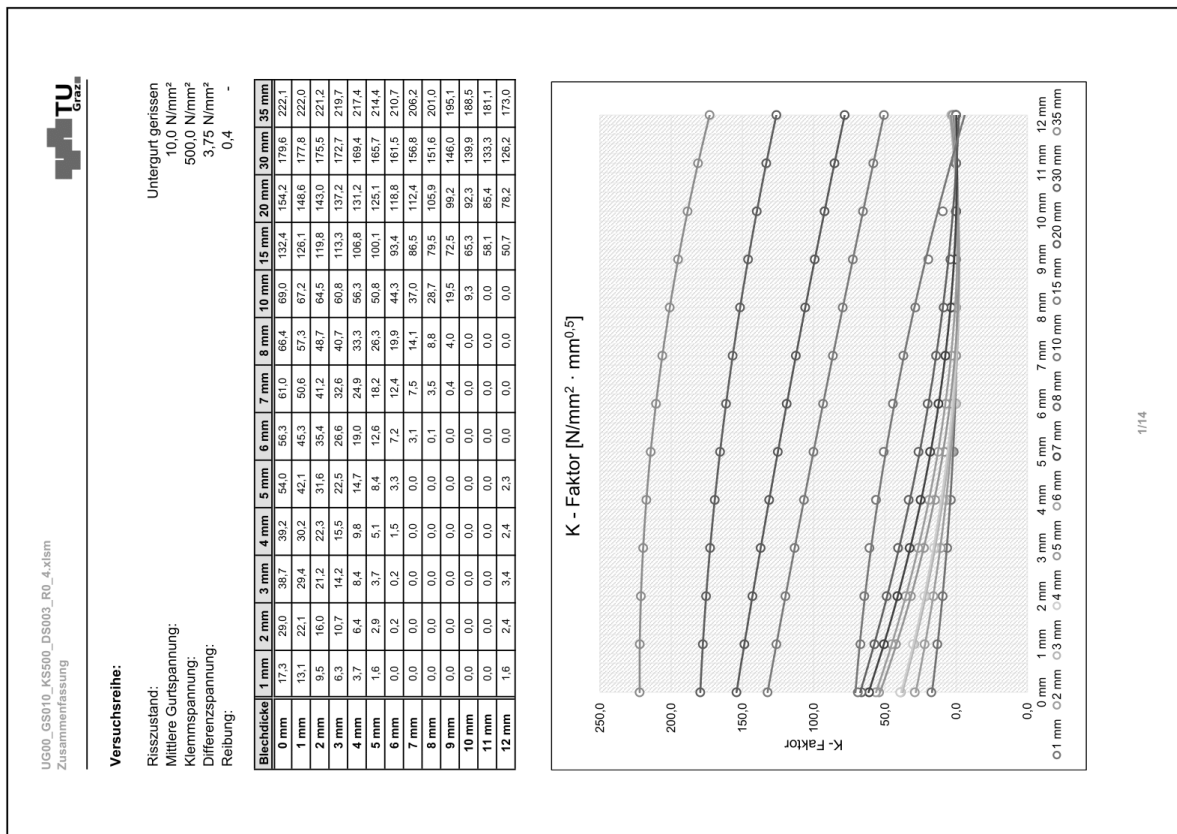 UG00_GS010_KS500_DS003_R0_4.xlsm
Zusammenfassung
TU
Graz
Versuchsreihe:
Risszustand: Untergurt gerissen
Mittlere Gurtspannung: 10,0 N/mm²
Klemmspannung: 500,0 N/mm²
Differenzspannung: 3,75 N/mm²
Reibung: 0,4 -
Blechdicke 1 mm 2 mm 3 mm 4 mm 5 mm 6 mm 7 mm 8 mm 10 mm 15 mm 20 mm 30 mm 35 mm
0 mm 17,3 29,0 38,7 39,2 54,0 56,3 61,0 66,4 69,0 132,4 154,2 179,6 222,1
1 mm 13,1 22,1 29,4 30,2 42,1 45,3 50,6 57,3 67,2 126,1 148,6 177,8 222,0
2 mm 9,5 16,0 21,2 22,3 31,6 35,4 41,2 48,7 64,5 119,8 143,0 175,5 221,2
3 mm 6,3 10,7 14,2 15,5 22,5 26,6 32,6 40,7 60,8 113,3 137,2 172,7 219,7
4 mm 3,7 6,4 8,4 9,8 14,7 19,0 24,9 33,3 56,3 106,8 131,2 169,4 217,4
5 mm 1,6 2,9 3,7 5,1 8,4 12,6 18,2 26,3 50,8 100,1 125,1 165,7 214,4
6 mm 0,0 0,2 0,2 1,5 3,3 7,2 12,4 19,9 44,3 93,4 118,8 161,5 210,7
7 mm 0,0 0,0 0,0 0,0 0,0 3,1 7,5 14,1 37,0 86,5 112,4 156,8 206,2
8 mm 0,0 0,0 0,0 0,0 0,0 0,1 3,5 8,8 28,7 79,5 105,9 151,6 201,0
9 mm 0,0 0,0 0,0 0,0 0,0 0,0 0,4 4,0 19,5 72,5 99,2 146,0 195,1
10 mm 0,0 0,0 0,0 0,0 0,0 0,0 0,0 0,0 9,3 65,3 92,3 139,9 188,5
11 mm 0,0 0,0 0,0 0,0 0,0 0,0 0,0 0,0 0,0 58,1 85,4 133,3 181,1
12 mm 1,6 2,4 3,4 2,4 2,3 0,0 0,0 0,0 0,0 50,7 78,2 126,2 173,0
K - Faktor [N/mm² · mm⁰,⁵]
K - Faktor
250,0
200,0
150,0
100,0
50,0
0,0
0,0
0 mm 1 mm 2 mm 3 mm 4 mm 5 mm 6 mm 7 mm 8 mm 9 mm 10 mm 11 mm 12 mm
1 mm 2 mm 3 mm 4 mm 5 mm 6 mm 7 mm 8 mm 10 mm 15 mm 20 mm 30 mm 35 mm
1/14